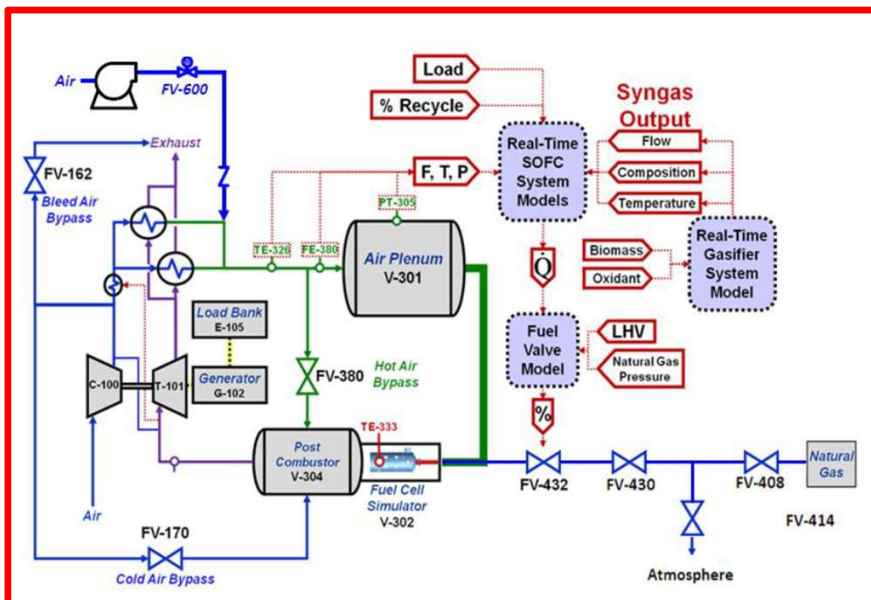 Air
FV-600
Exhaust
FV-162
Bleed Air
Bypass
Load
% Recycle
F, T, P
Real-Time
SOFC
System
Models
Syngas
Output
Flow
Composition
Temperature
Biomass
Oxidant
Real-Time
Gasifier
System
Model
TE-326
FE-380
PT-305
Air Plenum
V-301
Q̇
Fuel
Valve
Model
LHV
Natural Gas
Pressure
%
Load Bank
E-105
Generator
G-102
C-100
T-101
FV-380
Hot Air
Bypass
Post
Combustor
V-304
TE-333
Fuel Cell
Simulator
V-302
Air
FV-170
Cold Air Bypass
FV-432
FV-430
FV-408
Natural
Gas
FV-414
Atmosphere